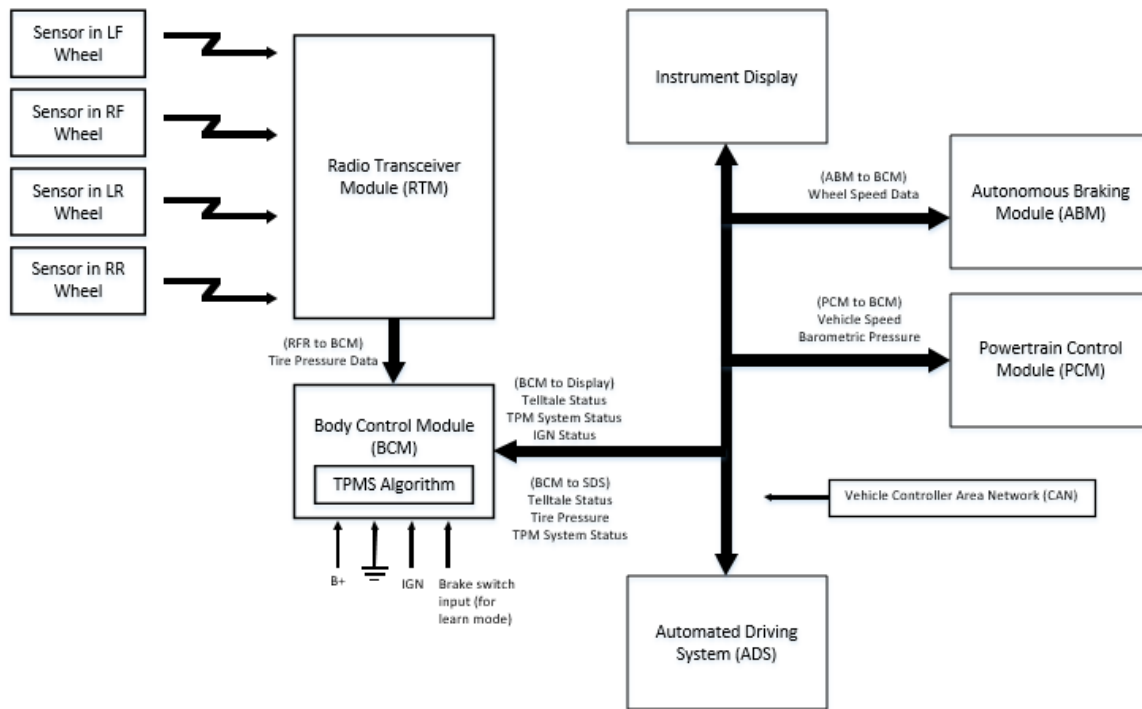 Sensor in LF
Wheel
Sensor in RF
Wheel
Sensor in LR
Wheel
Sensor in RR
Wheel
Radio Transceiver
Module (RTM)
(RFR to BCM)
Tire Pressure Data
Body Control Module
(BCM)
TPMS Algorithm
B+
IGN
Brake switch
input (for
learn mode)
(BCM to Display)
Telltale Status
TPM System Status
IGN Status
(BCM to SDS)
Telltale Status
Tire Pressure
TPM System Status
Instrument Display
(ABM to BCM)
Wheel Speed Data
Autonomous Braking
Module (ABM)
(PCM to BCM)
Vehicle Speed
Barometric Pressure
Powertrain Control
Module (PCM)
Vehicle Controller Area Network (CAN)
Automated Driving
System (ADS)